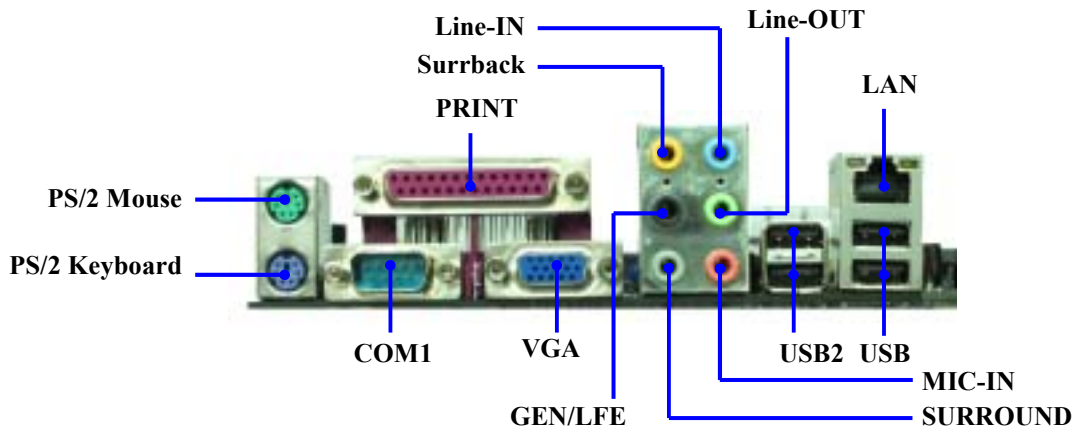 Line-IN
Line-OUT
Surrback
LAN
PRINT
PS/2 Mouse
PS/2 Keyboard
COM1
VGA
USB2
USB
MIC-IN
GEN/LFE
SURROUND